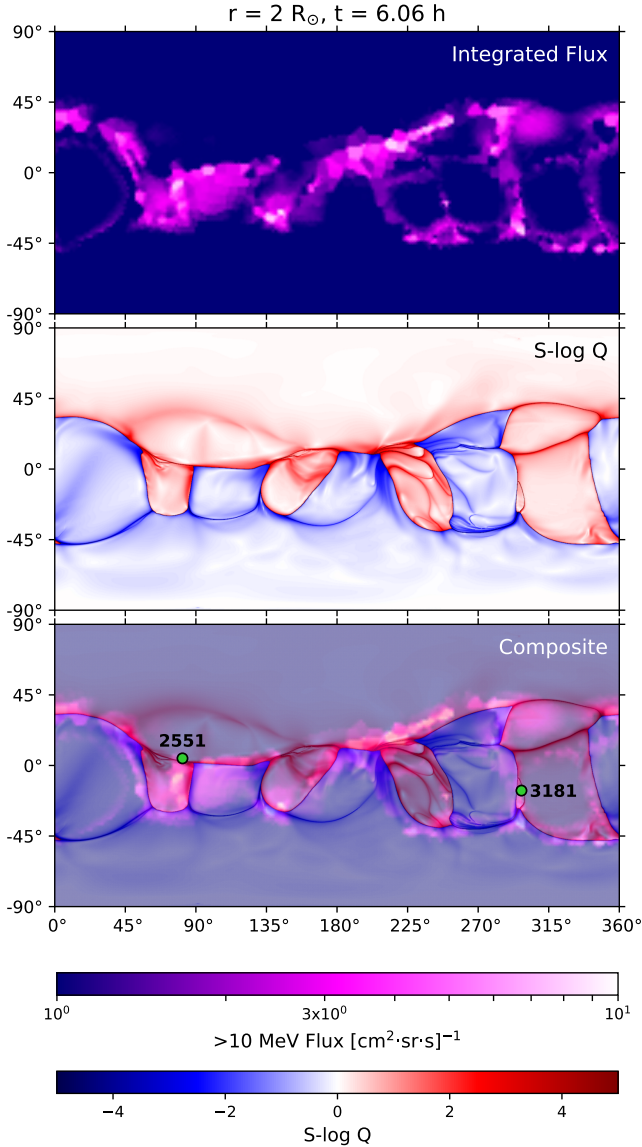 r = 2 R☉, t = 6.06 h
90°
Integrated Flux
45°
0°
-45°
-90°
90°
S-log Q
45°
0°
-45°
-90°
90°
Composite
45°
2551
0°
3181
-45°
-90°
0° 45° 90° 135° 180° 225° 270° 315° 360°
10⁰ 3x10⁰ 10¹
>10 MeV Flux [cm²·sr·s]⁻¹
−4 −2 0 2 4
S-log Q